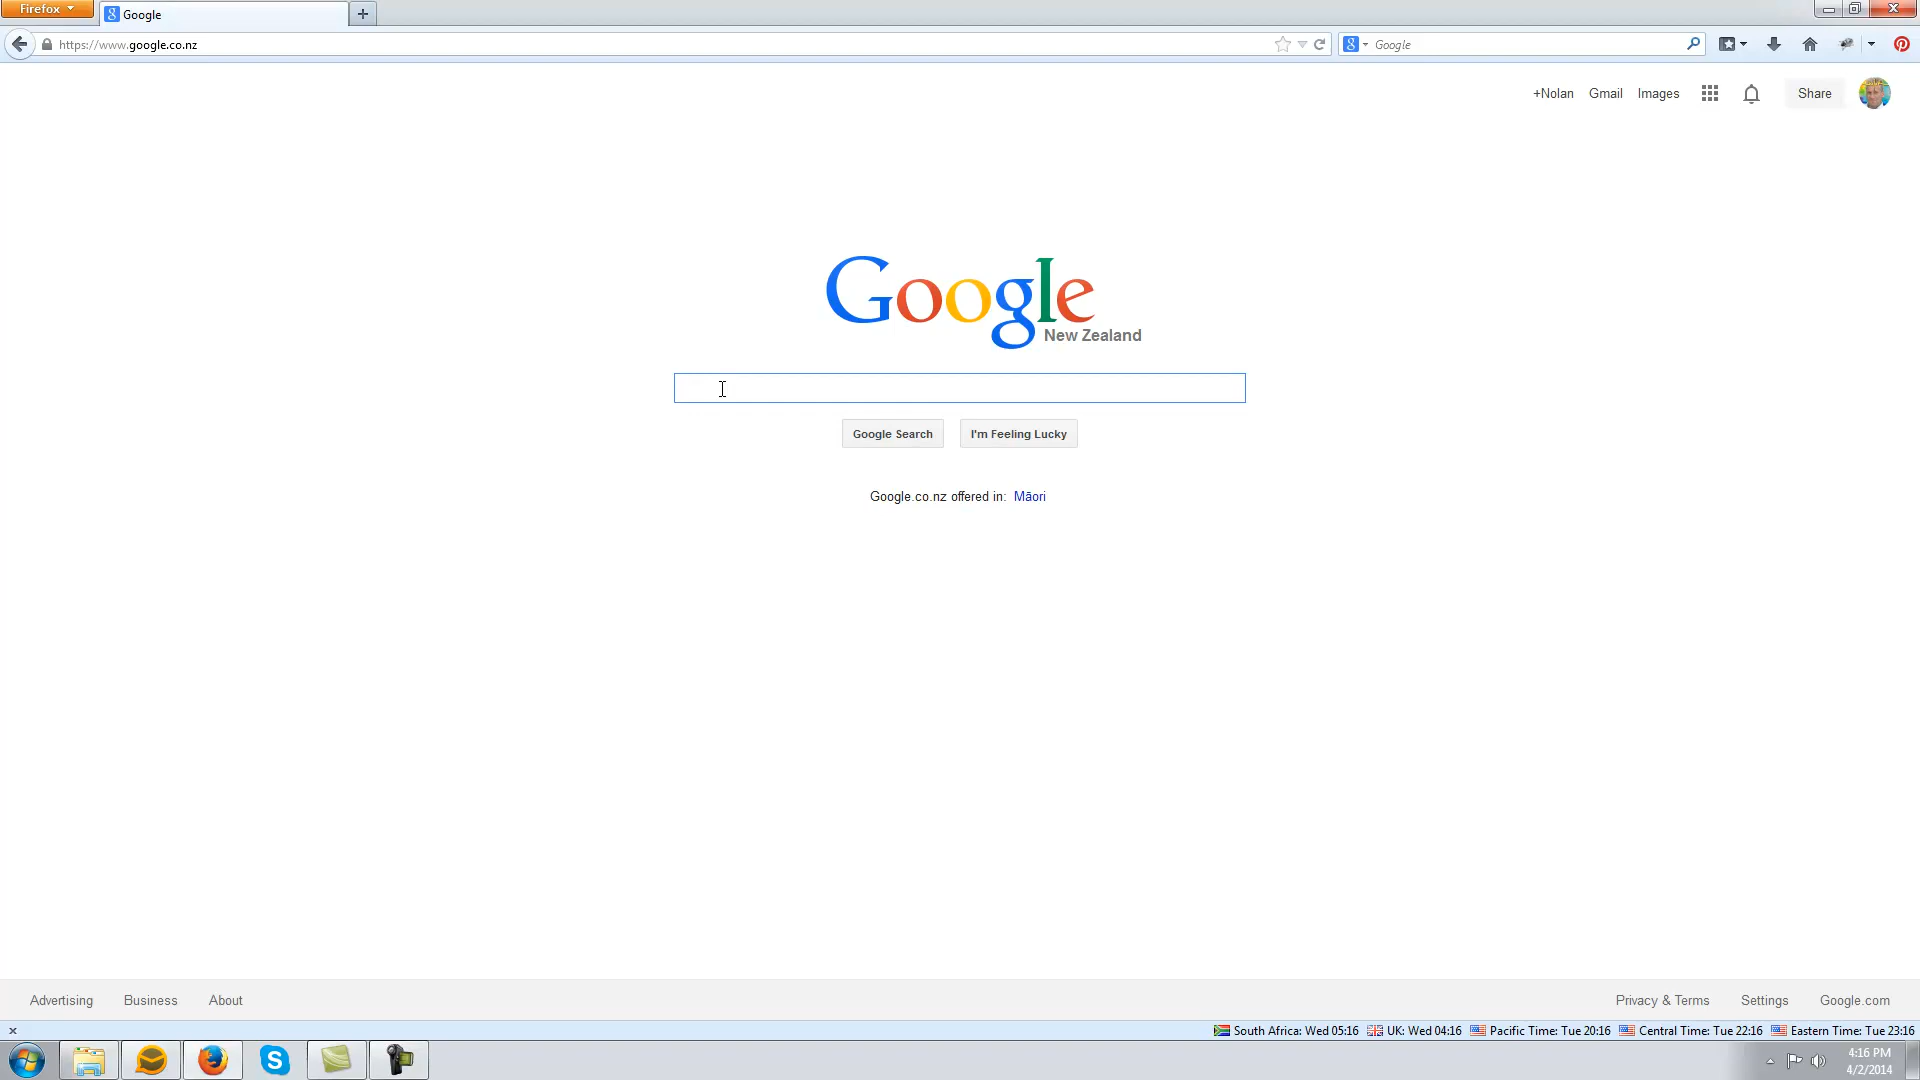 Firefox
Google
https://www.google.co.nz
Google
+Nolan Gmail Images Share
Google
New Zealand
Google Search I'm Feeling Lucky
Google.co.nz offered in: Māori
Advertising Business About Privacy & Terms Settings Google.com
South Africa: Wed 05:16 UK: Wed 04:16 Pacific Time: Tue 20:16 Central Time: Tue 22:16 Eastern Time: Tue 23:16
4:16 PM
4/2/2014